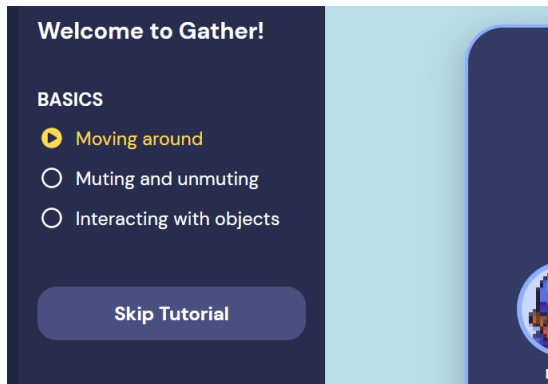 Welcome to Gather!
BASICS
Moving around
Muting and unmuting
Interacting with objects
Skip Tutorial